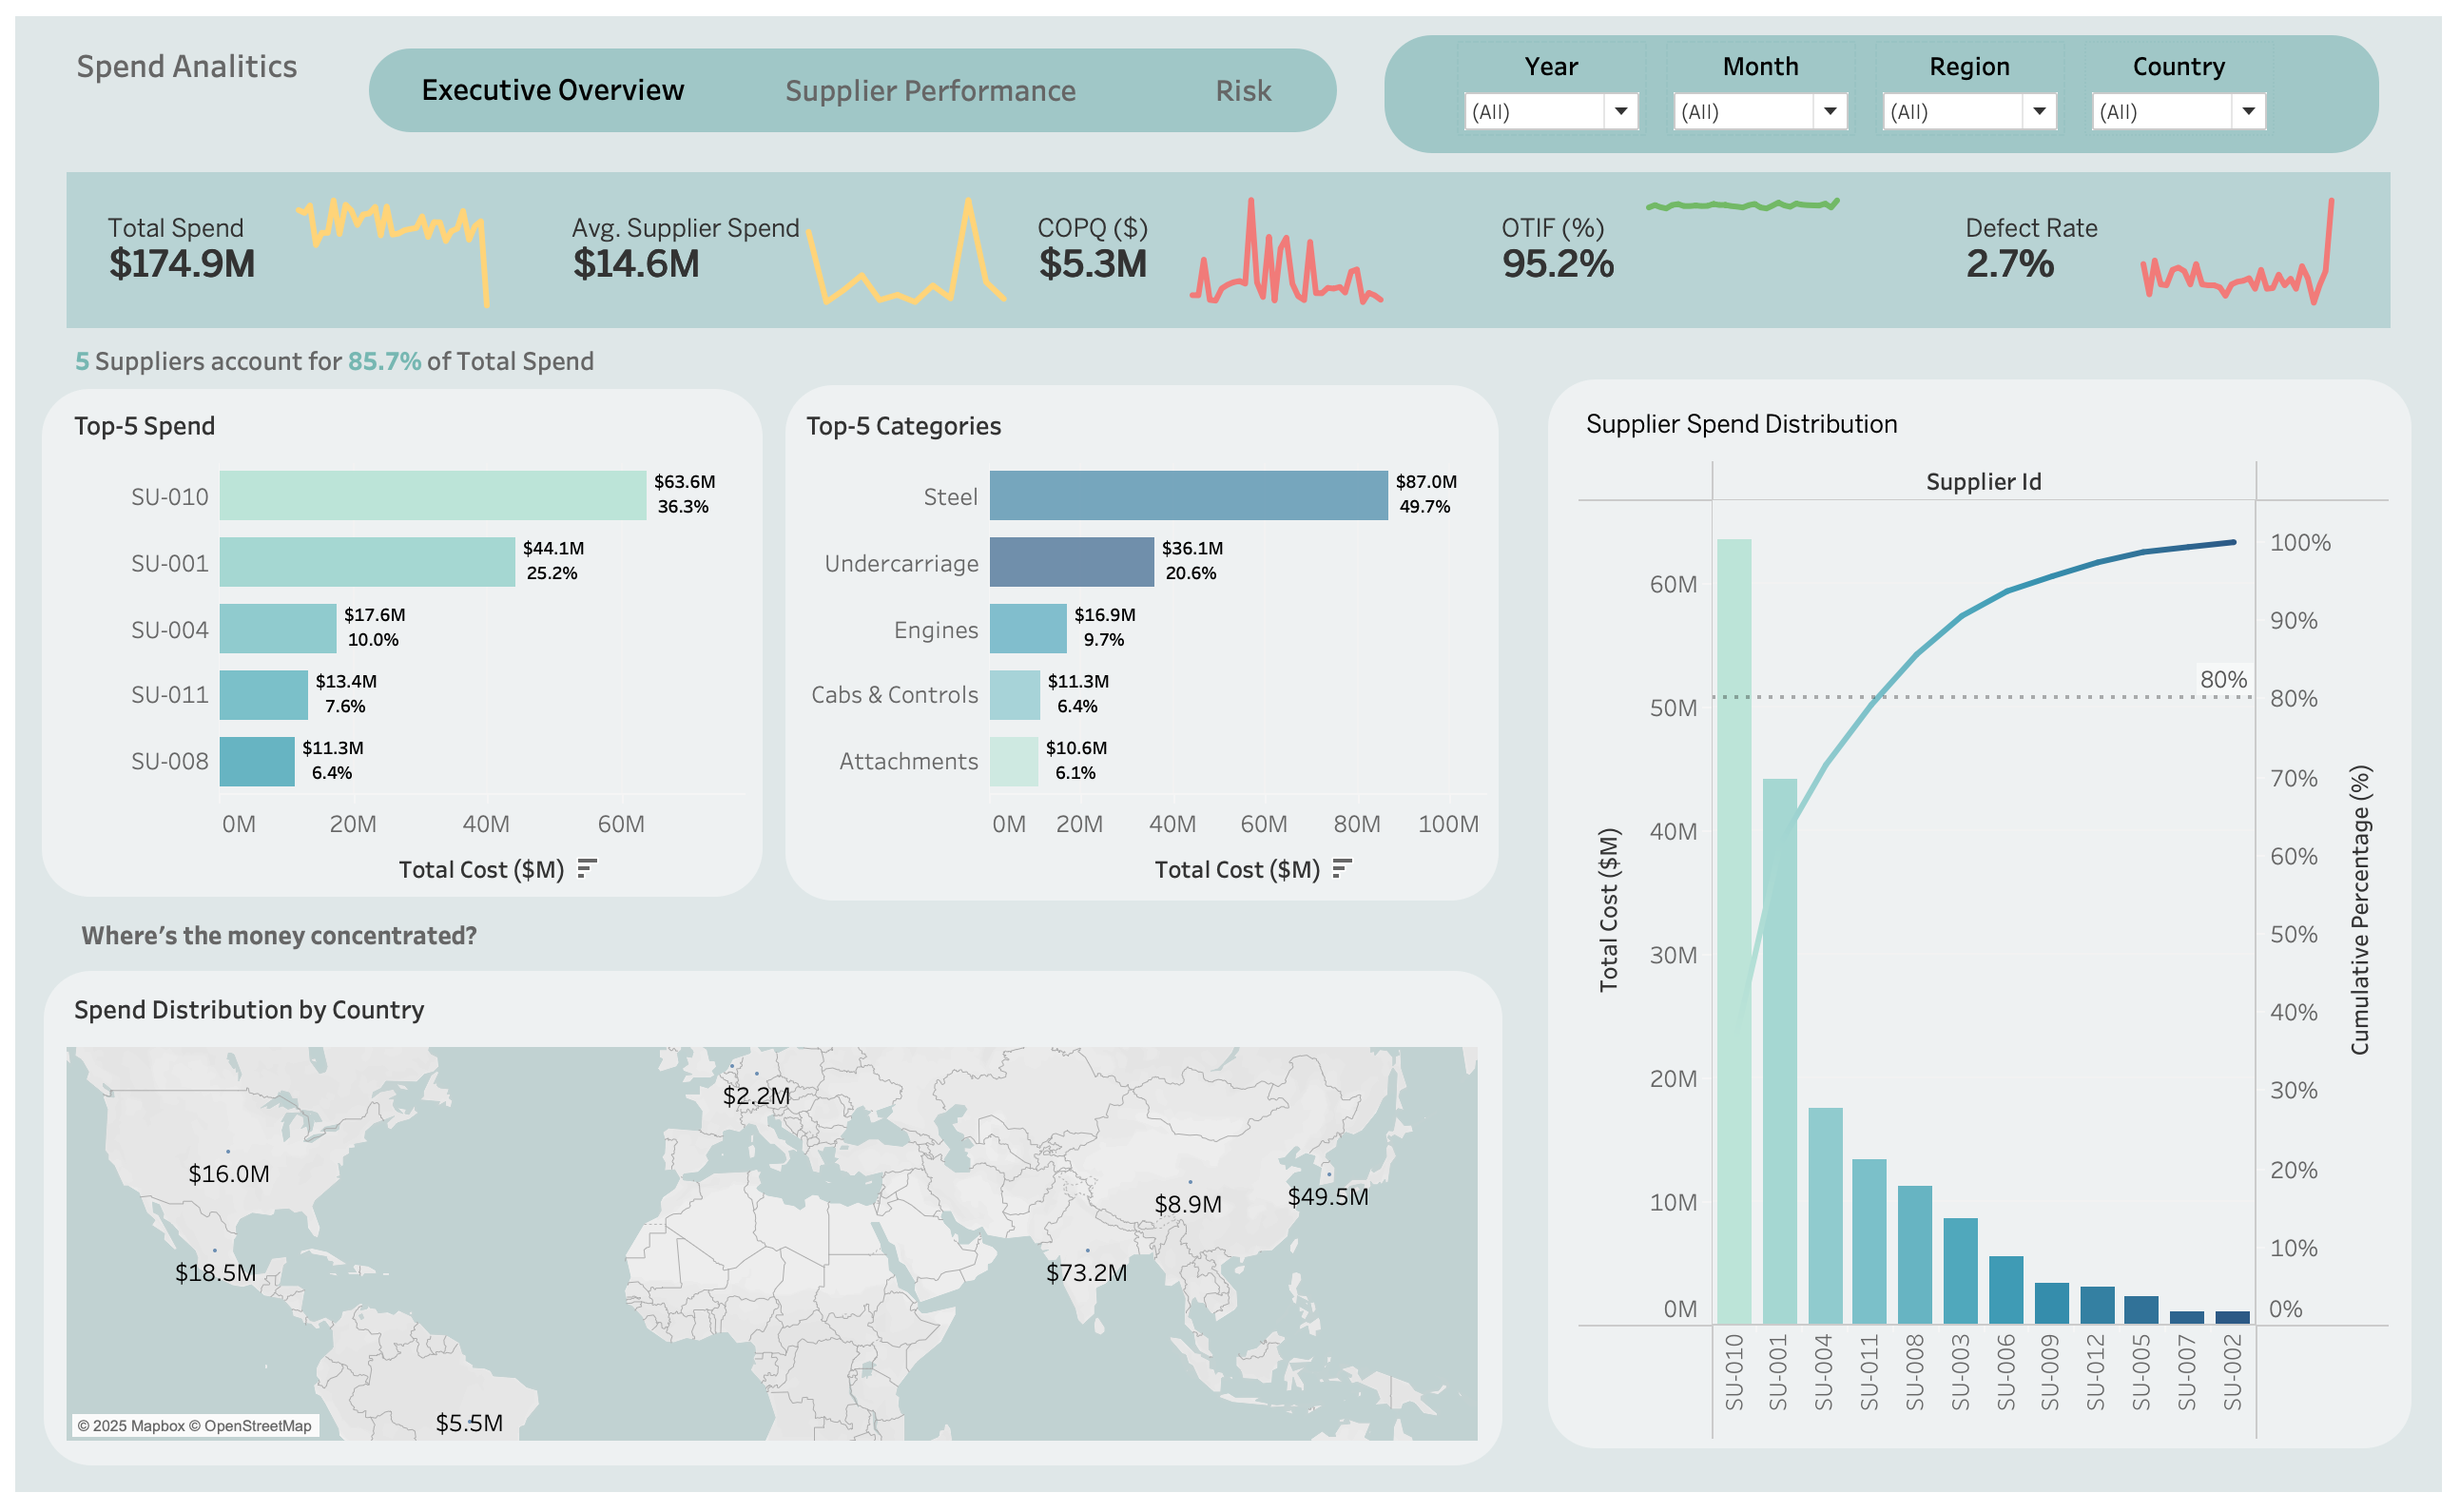 Spend Analitics
Executive Overview
Supplier Performance
Risk
Year
Month
Region
Country
(All)
(All)
(All)
(All)
Total Spend
$174.9M
Avg. Supplier Spend
$14.6M
COPQ ($)
$5.3M
OTIF (%)
95.2%
Defect Rate
2.7%
5 Suppliers account for 85.7% of Total Spend
Top-5 Spend
SU-010
$63.6M
36.3%
SU-001
$44.1M
25.2%
SU-004
$17.6M
10.0%
SU-011
$13.4M
7.6%
SU-008
$11.3M
6.4%
0M
20M
40M
60M
Total Cost ($M)
Top-5 Categories
Steel
$87.0M
49.7%
Undercarriage
$36.1M
20.6%
Engines
$16.9M
9.7%
Cabs & Controls
$11.3M
6.4%
Attachments
$10.6M
6.1%
0M
20M
40M
60M
80M
100M
Total Cost ($M)
Supplier Spend Distribution
Supplier Id
60M
50M
40M
30M
20M
10M
0M
Total Cost ($M)
80%
100%
90%
80%
70%
60%
50%
40%
30%
20%
10%
0%
Cumulative Percentage (%)
SU-010
SU-001
SU-004
SU-011
SU-008
SU-003
SU-006
SU-009
SU-012
SU-005
SU-007
SU-002
Where's the money concentrated?
Spend Distribution by Country
$2.2M
$16.0M
$8.9M
$49.5M
$18.5M
$73.2M
$5.5M
© 2025 Mapbox © OpenStreetMap